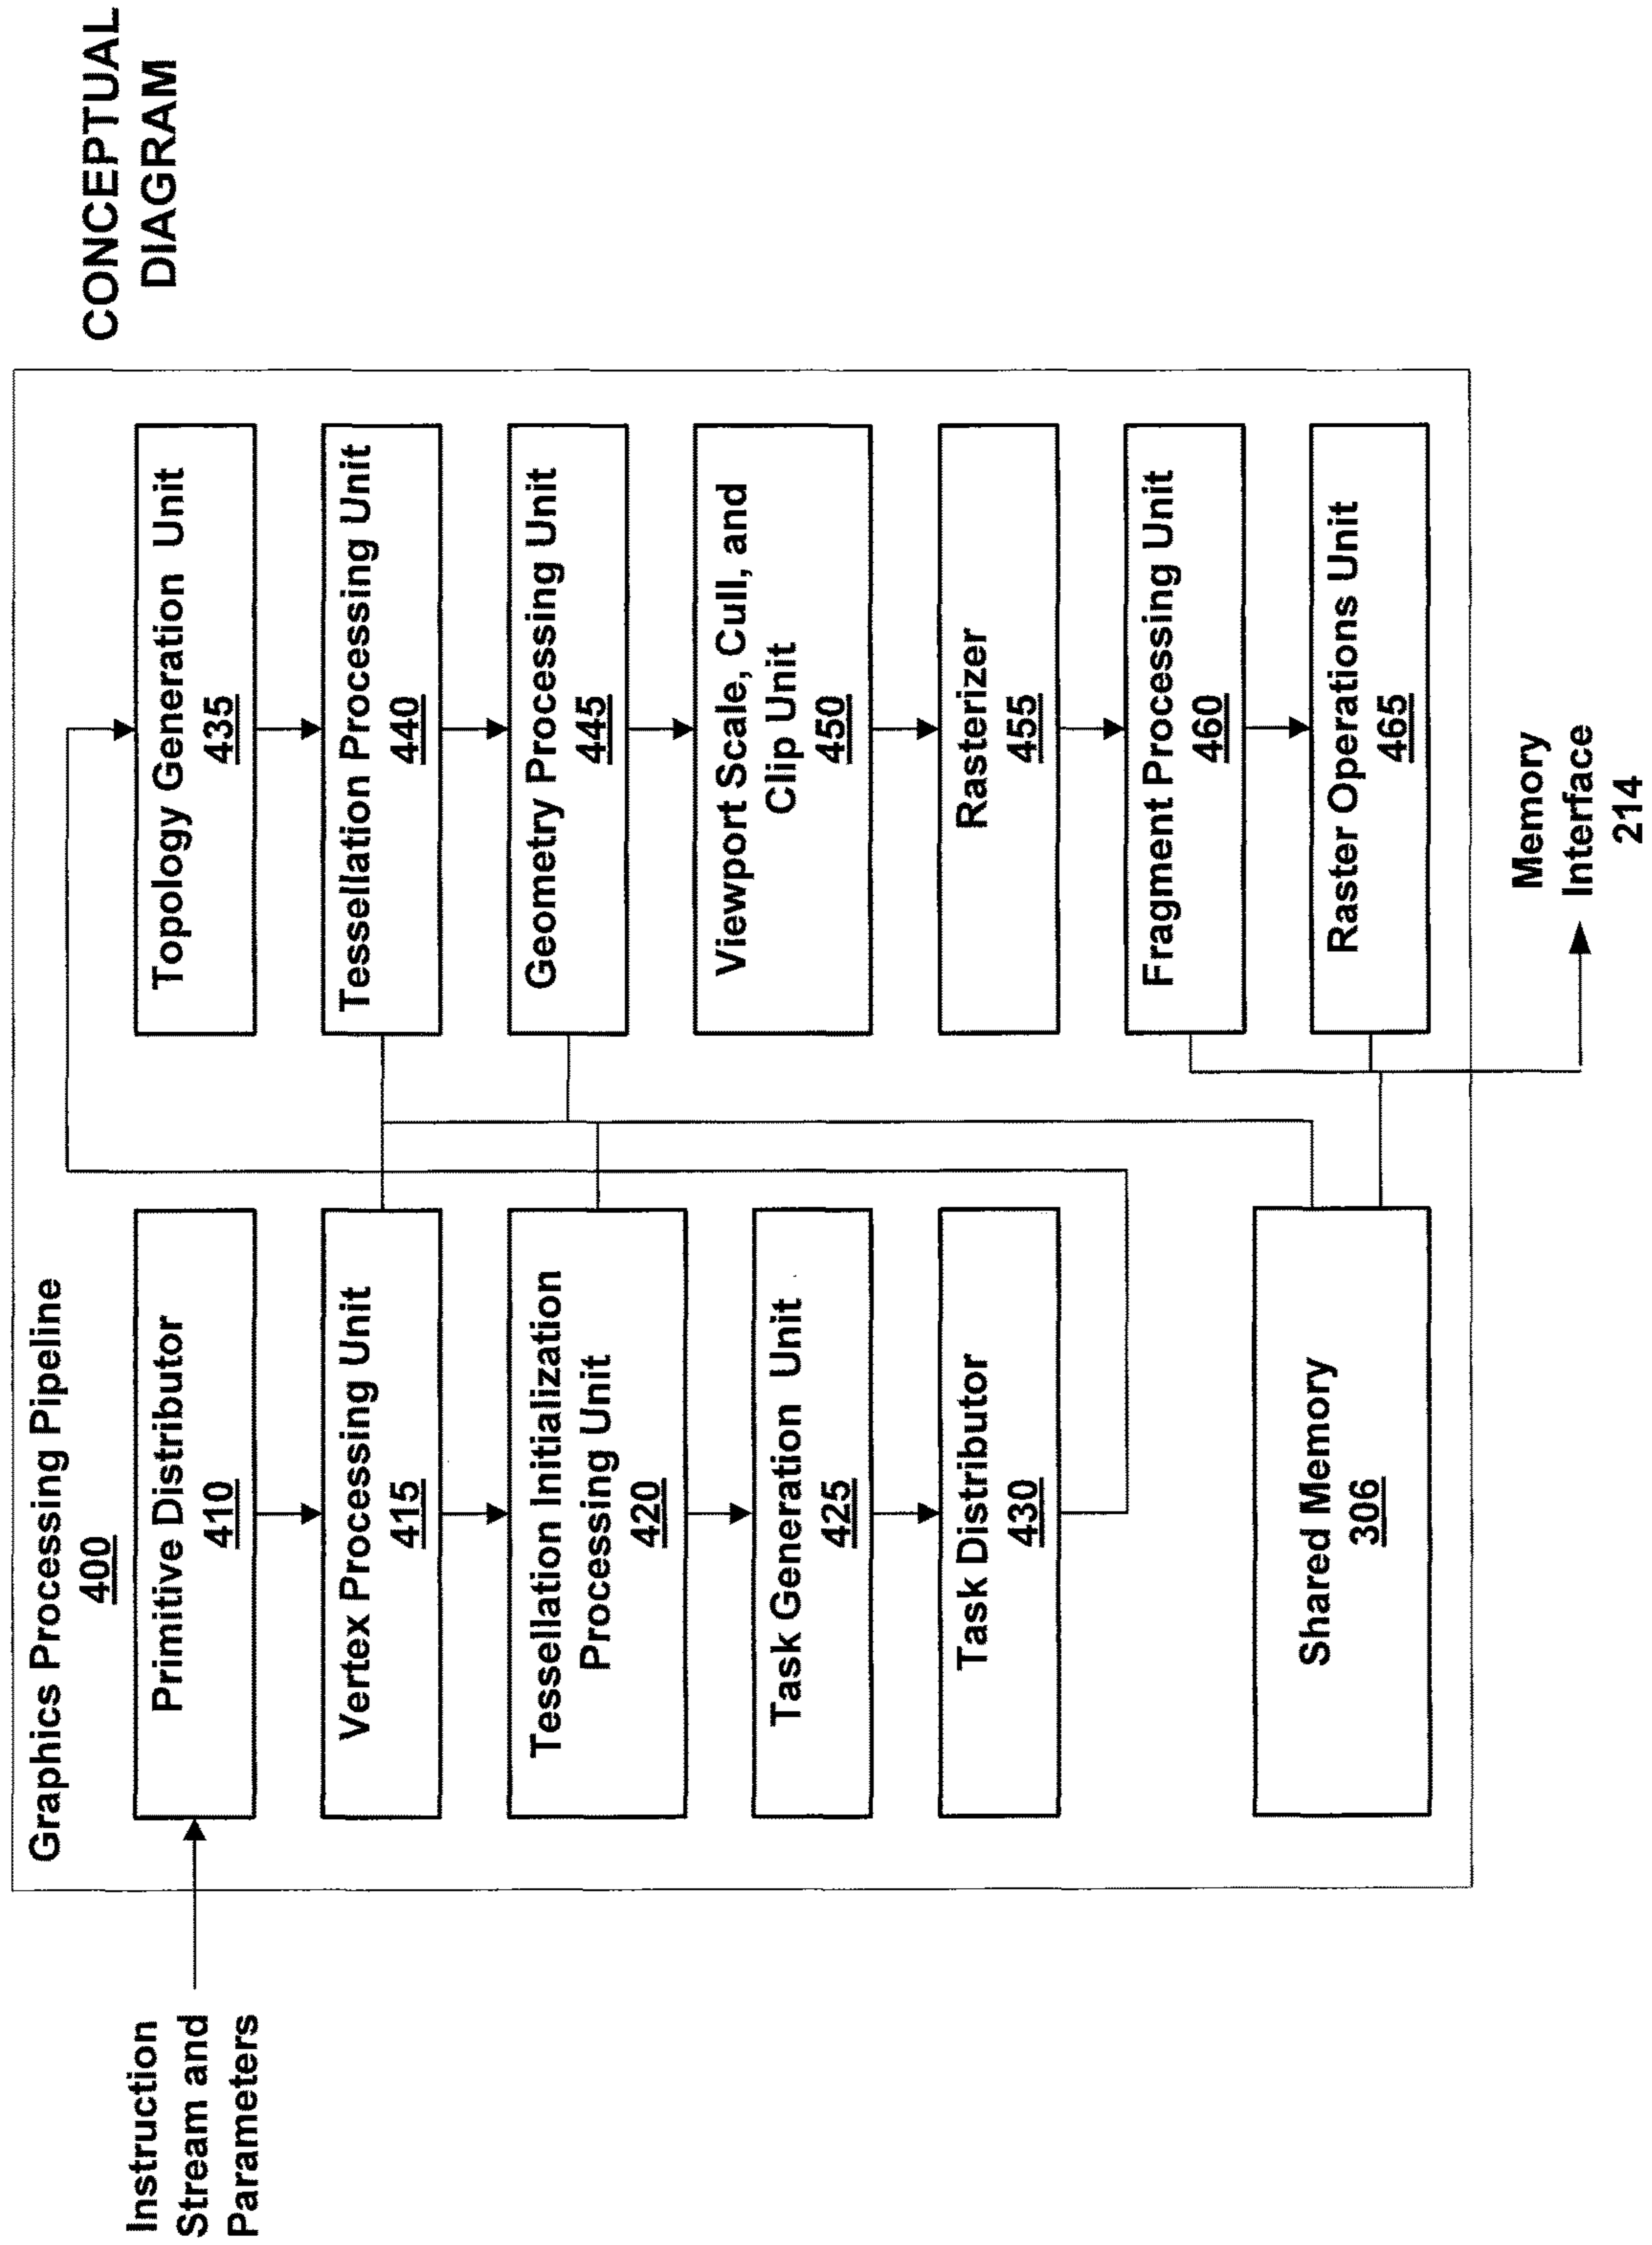 CONCEPTUAL
DIAGRAM
Graphics Processing Pipeline
400
Instruction
Stream and
Parameters
Primitive Distributor
410
Vertex Processing Unit
415
Tessellation Initialization
Processing Unit
420
Task Generation Unit
425
Task Distributor
430
Shared Memory
306
Topology Generation Unit
435
Tessellation Processing Unit
440
Geometry Processing Unit
445
Viewport Scale, Cull, and
Clip Unit
450
Rasterizer
455
Fragment Processing Unit
460
Raster Operations Unit
465
Memory
Interface
214